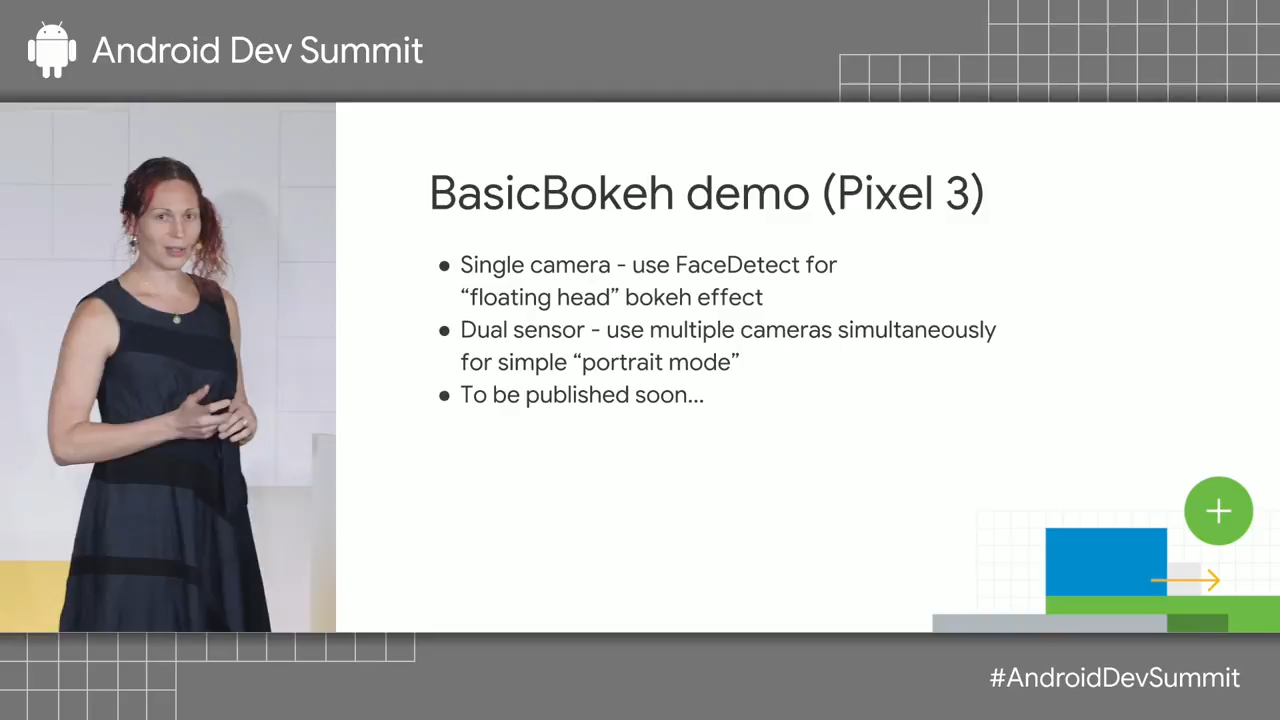 Android Dev Summit
BasicBokeh demo (Pixel 3)
● Single camera - use FaceDetect for
“floating head” bokeh effect
● Dual sensor - use multiple cameras simultaneously
for simple “portrait mode”
● To be published soon...
#AndroidDevSummit